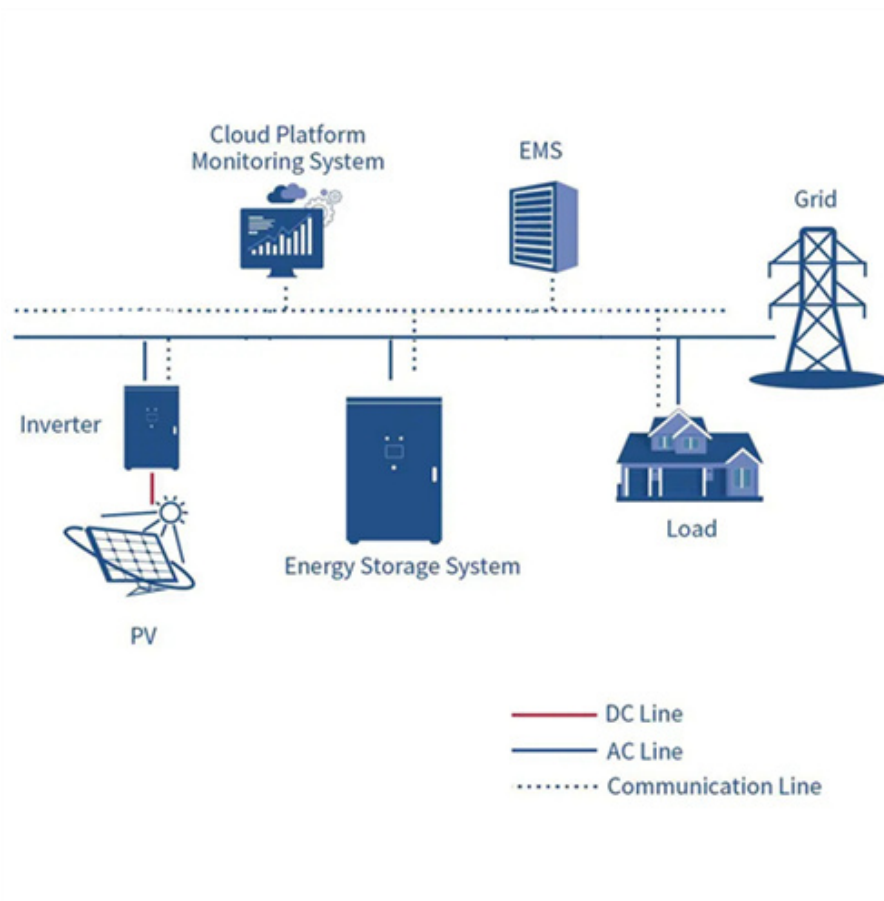 Cloud Platform
Monitoring System
EMS
Grid
Inverter
Load
Energy Storage System
PV
DC Line
AC Line
Communication Line